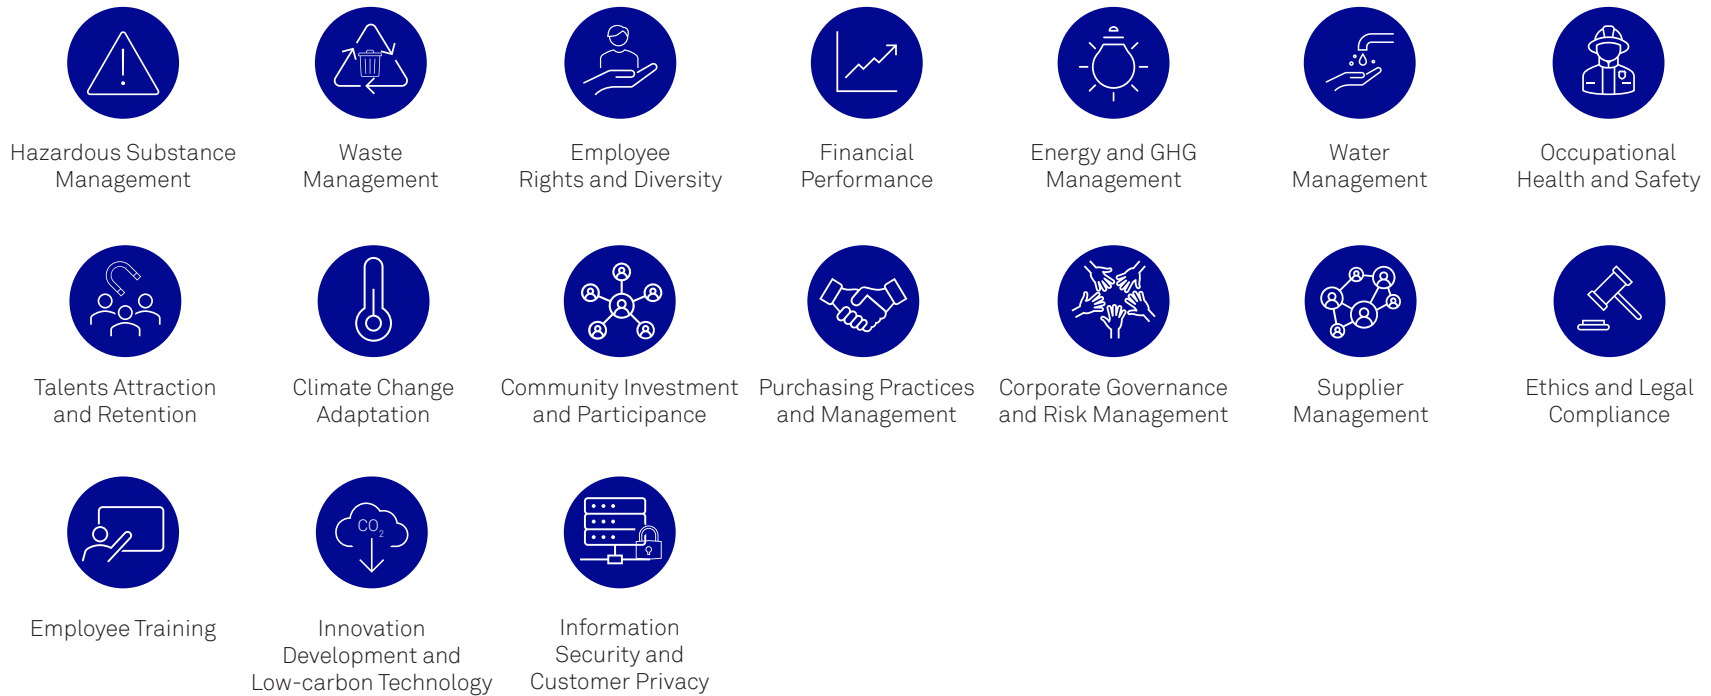 Hazardous Substance
Management
Waste
Management
Employee
Rights and Diversity
Financial
Performance
Energy and GHG
Management
Water
Management
Occupational
Health and Safety
Talents Attraction
and Retention
Climate Change
Adaptation
Community Investment
and Participance
Purchasing Practices
and Management
Corporate Governance
and Risk Management
Supplier
Management
Ethics and Legal
Compliance
Employee Training
CO2
Innovation
Development and
Low-carbon Technology
Information
Security and
Customer Privacy